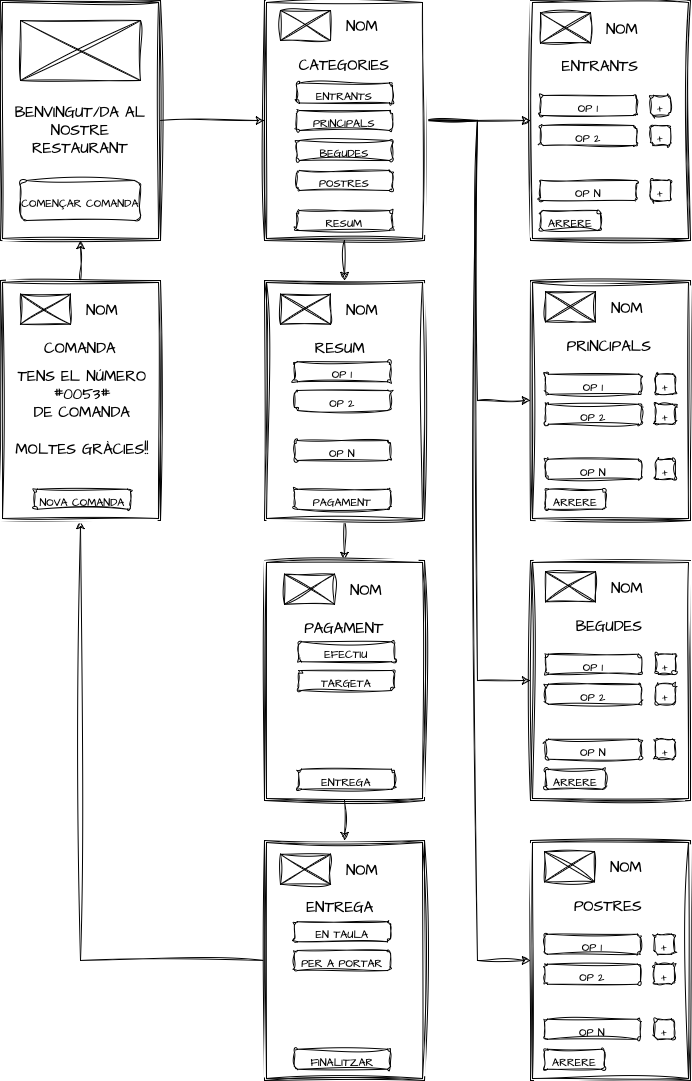 BENVINGUT/DA AL
NOSTRE
RESTAURANT
COMENÇAR COMANDA
NOM
CATEGORIES
ENTRANTS
PRINCIPALS
BEGUDES
POSTRES
RESUM
NOM
ENTRANTS
OP 1
+
OP 2
+
OP N
+
ARRERE
NOM
COMANDA
TENS EL NÚMERO
#0053#
DE COMANDA
MOLTES GRÀCIES!!
NOVA COMANDA
NOM
RESUM
OP 1
OP 2
OP N
PAGAMENT
NOM
PRINCIPALS
OP 1
+
OP 2
+
OP N
+
ARRERE
NOM
PAGAMENT
EFECTIU
TARGETA
ENTREGA
NOM
BEGUDES
OP 1
+
OP 2
+
OP N
+
ARRERE
NOM
ENTREGA
EN TAULA
PER A PORTAR
FINALITZAR
NOM
POSTRES
OP 1
+
OP 2
+
OP N
+
ARRERE